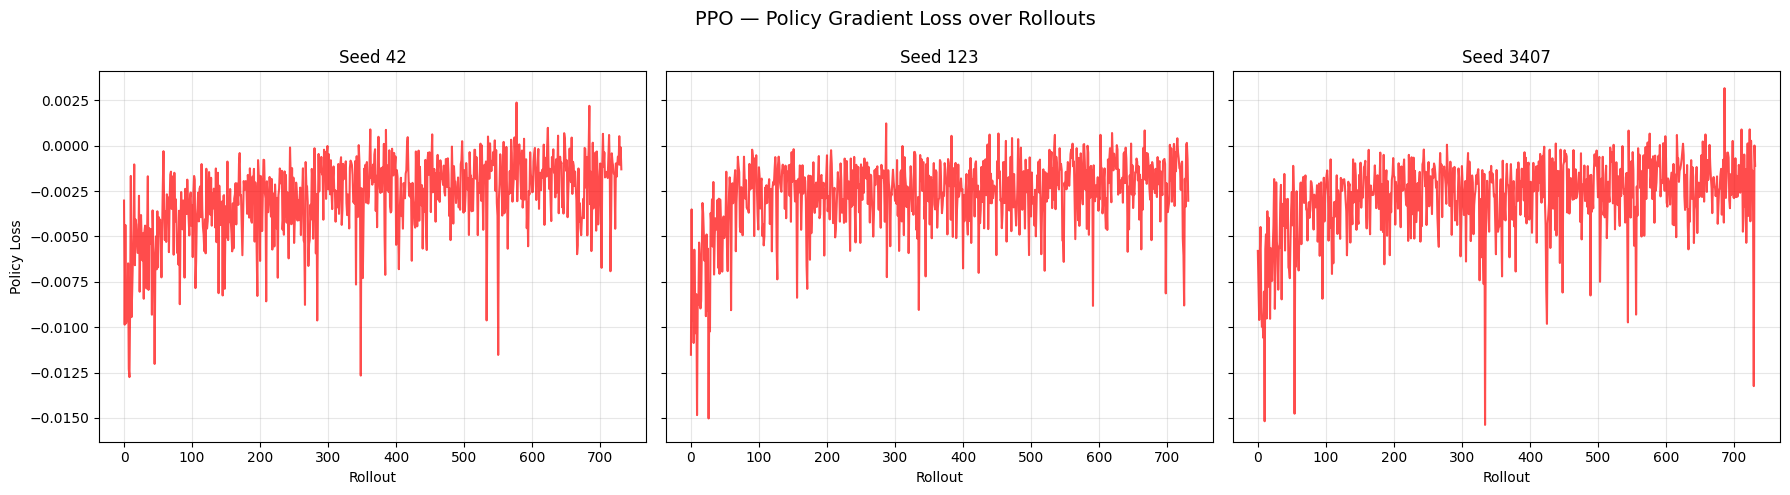 PPO — Policy Gradient Loss over Rollouts
Seed 42
Seed 123
Seed 3407
Policy Loss
0.0025
0.0000
−0.0025
−0.0050
−0.0075
−0.0100
−0.0125
−0.0150
0 100 200 300 400 500 600 700
0 100 200 300 400 500 600 700
0 100 200 300 400 500 600 700
Rollout
Rollout
Rollout